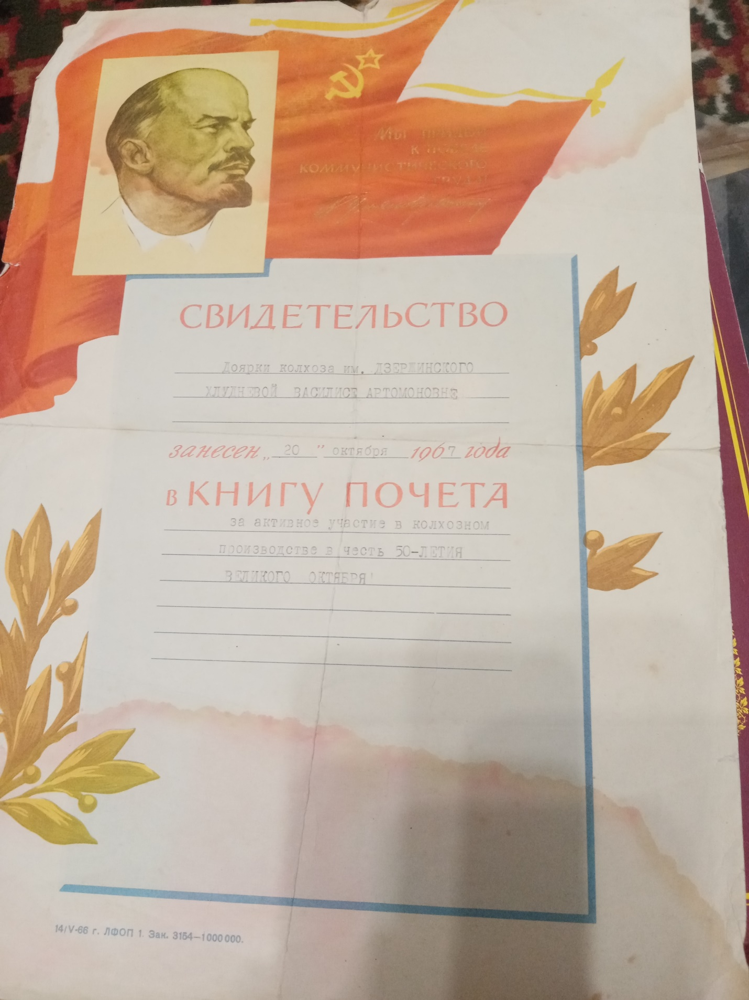 Мы придем
к победе
коммунистического
труда!
СВИДЕТЕЛЬСТВО
Доярки колхоза им. ДЗЕРЖИНСКОГО
ХЛУДНЕВОЙ ВАСИЛИСЕ АРТОМОНОВНЕ
занесен „ 20 " октября 1967 года
в КНИГУ ПОЧЕТА
за активное участие в колхозном
производстве в честь 50-ЛЕТИЯ
ВЕЛИКОГО ОКТЯБРЯ!
14/V-66 г. ЛФОП 1. Зак. 3154—1000000.